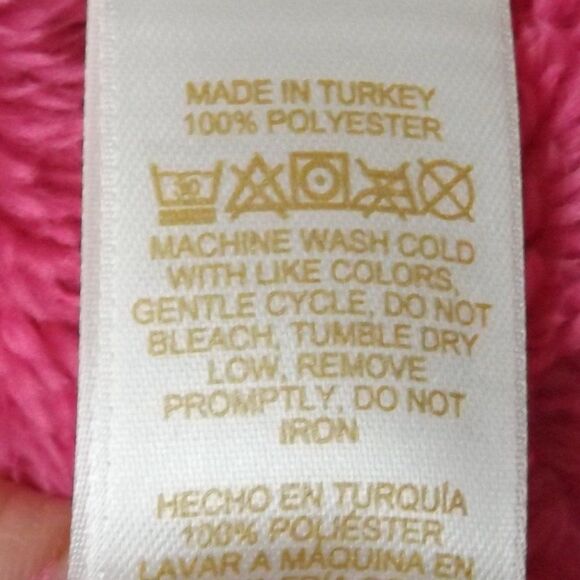 MADE IN TURKEY
100% POLYESTER
30
MACHINE WASH COLD
WITH LIKE COLORS,
GENTLE CYCLE, DO NOT
BLEACH, TUMBLE DRY
LOW, REMOVE
PROMPTLY, DO NOT
IRON
HECHO EN TURQUÍA
100% POLIÉSTER
LAVAR A MÁQUINA EN